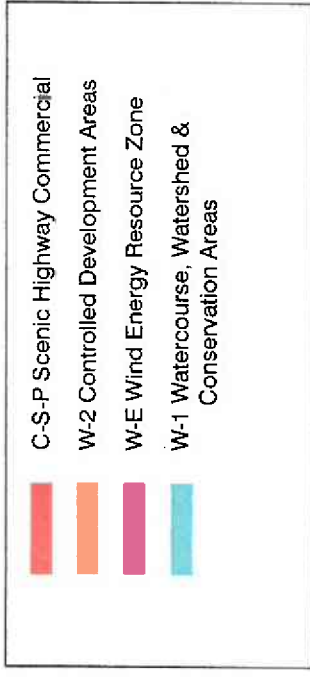 C-S-P Scenic Highway Commercial
W-2 Controlled Development Areas
W-E Wind Energy Resource Zone
W-1 Watercourse, Watershed &
Conservation Areas